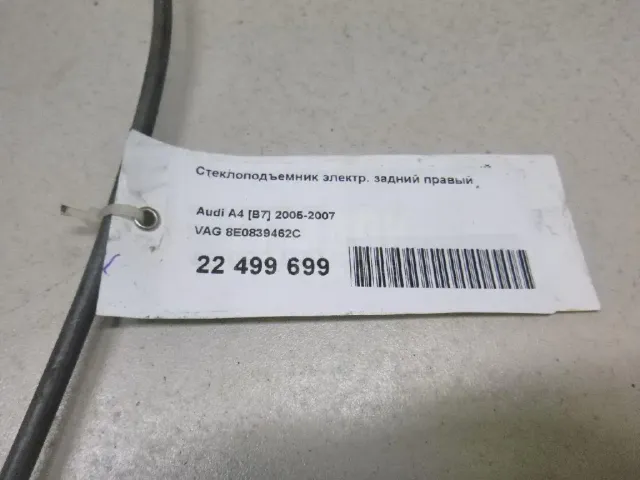 Стеклоподъемник электр. задний правый
Audi A4 [B7] 2005-2007
VAG 8E0839462C
22 499 699